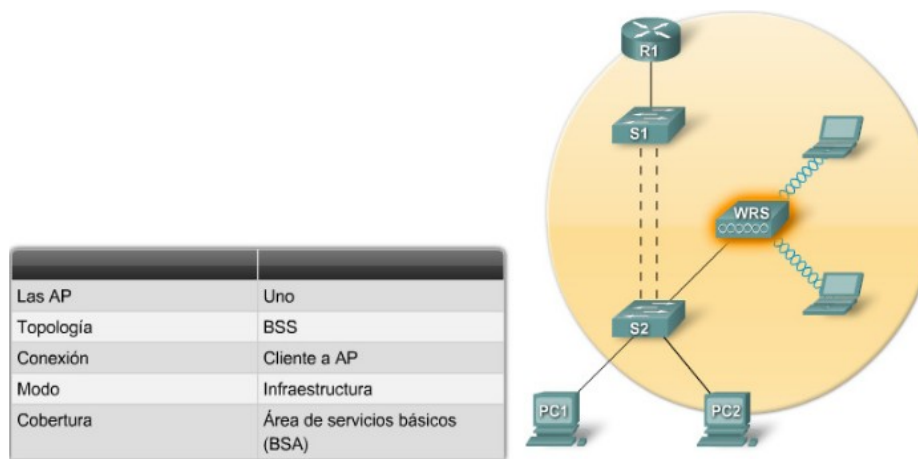 Las AP Uno
Topología BSS
Conexión Cliente a AP
Modo Infraestructura
Cobertura Área de servicios básicos
(BSA)
R1
S1
WRS
S2
PC1
PC2